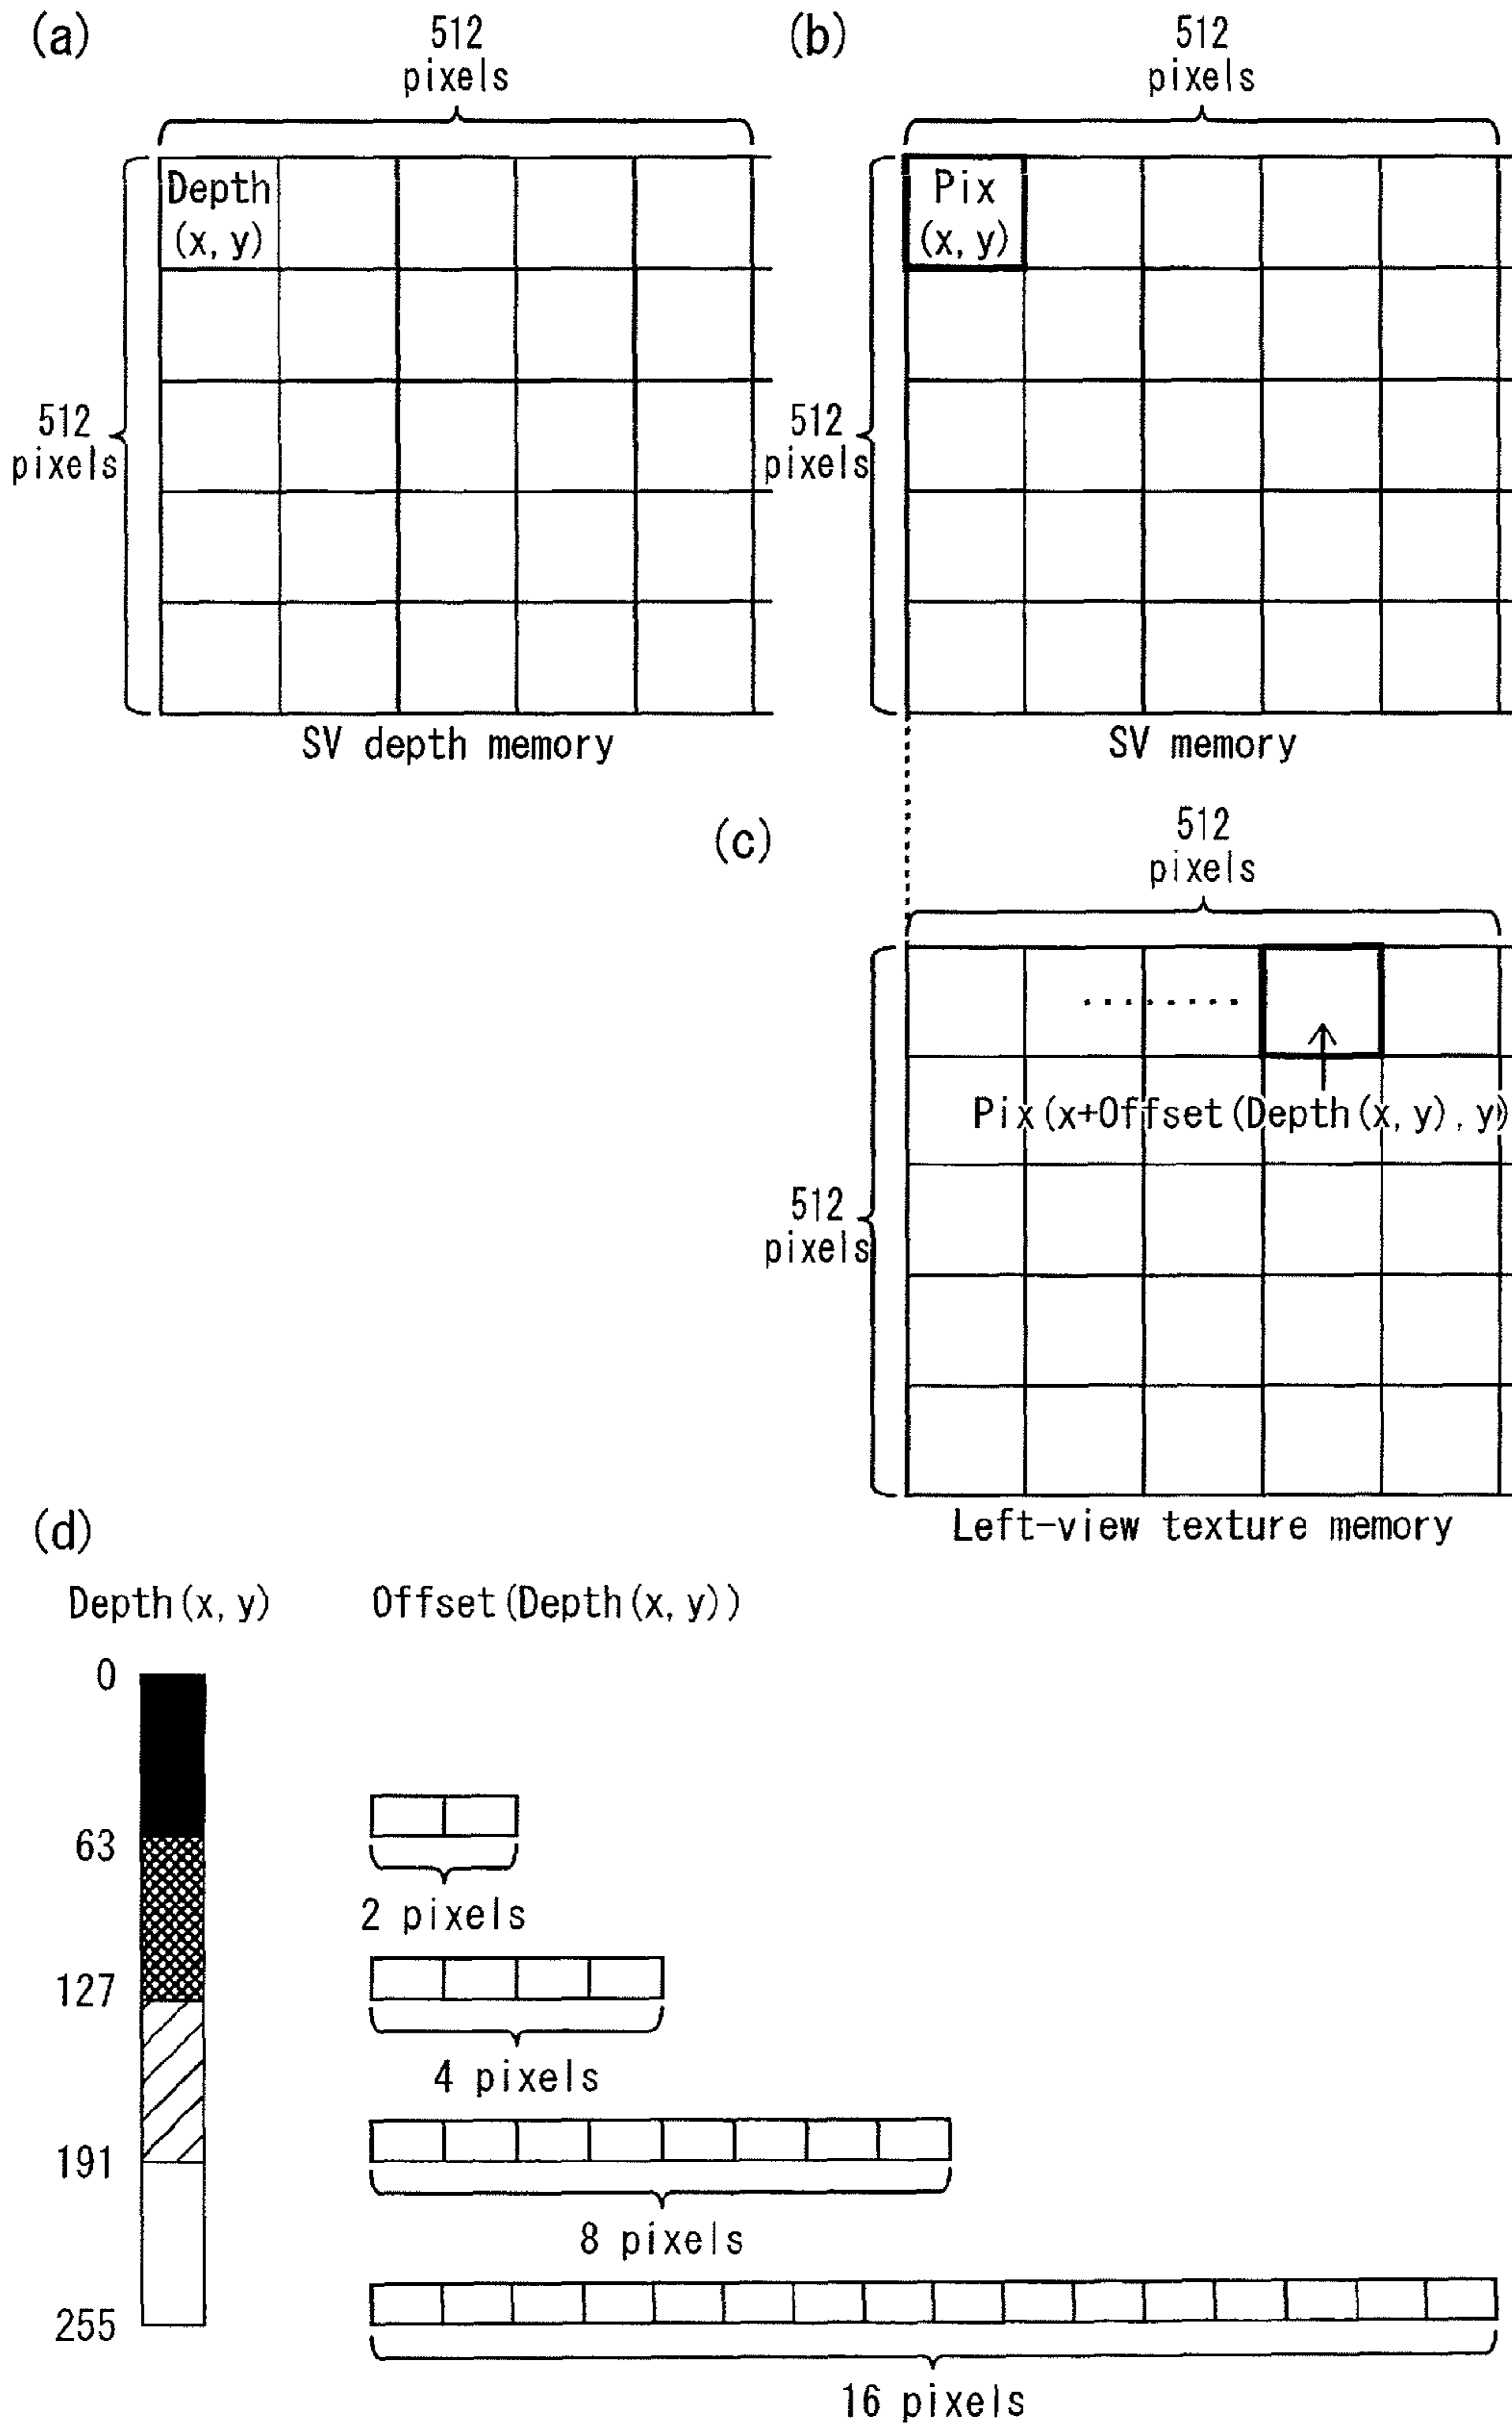 (a)
512
pixels
512
pixels
Depth
(x, y)
SV depth memory
(b)
512
pixels
512
pixels
Pix
(x, y)
SV memory
(c)
512
pixels
512
pixels
Pix(x+Offset(Depth(x, y), y)
Left-view texture memory
(d)
Depth(x, y)
Offset(Depth(x, y))
0
63
2 pixels
127
4 pixels
191
8 pixels
255
16 pixels